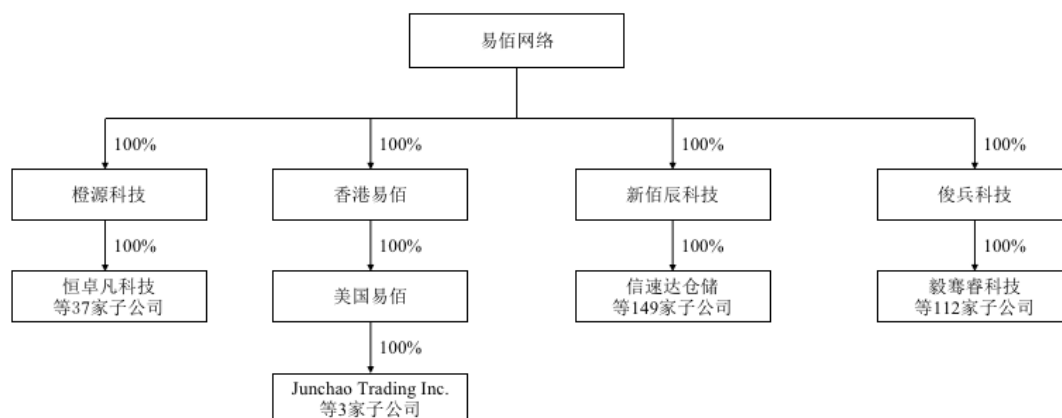 易佰网络
100%
100%
100%
100%
橙源科技
香港易佰
新佰辰科技
俊兵科技
100%
100%
100%
100%
恒卓凡科技
等37家子公司
美国易佰
信速达仓储
等149家子公司
毅骞睿科技
等112家子公司
100%
Junchao Trading Inc.
等3家子公司